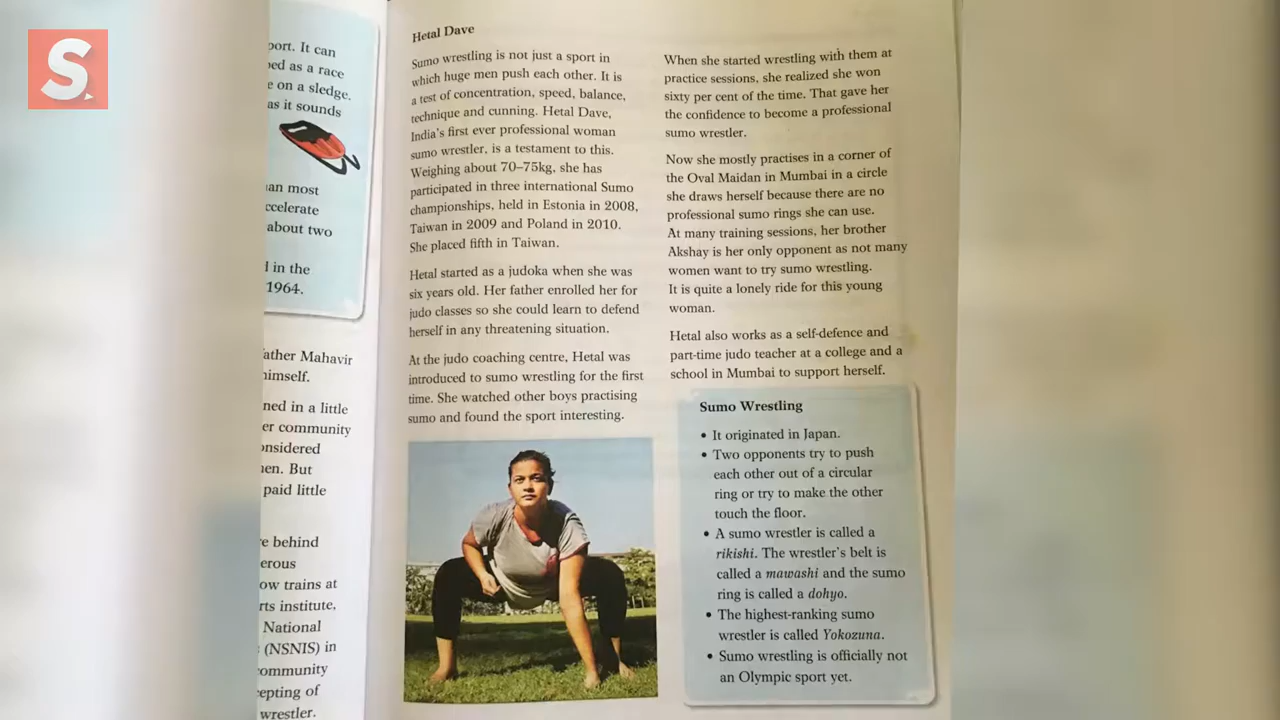 S.
port. It can
as a race
e on a sledge.
as it sounds
an most
ccelerate
about two
l in the
1964.
ather Mahavir
himself.
ned in a little
er community
onsidered
en. But
paid little
e behind
erous
ow trains at
rts institute,
National
(NSNIS) in
ommunity
epting of
wrestler.
Hetal Dave
Sumo wrestling is not just a sport in
which huge men push each other. It is
a test of concentration, speed, balance,
technique and cunning. Hetal Dave,
India's first ever professional woman
sumo wrestler, is a testament to this.
Weighing about 70–75kg, she has
participated in three international Sumo
championships, held in Estonia in 2008,
Taiwan in 2009 and Poland in 2010.
She placed fifth in Taiwan.
Hetal started as a judoka when she was
six years old. Her father enrolled her for
judo classes so she could learn to defend
herself in any threatening situation.
At the judo coaching centre, Hetal was
introduced to sumo wrestling for the first
time. She watched other boys practising
sumo and found the sport interesting.
When she started wrestling with them at
practice sessions, she realized she won
sixty per cent of the time. That gave her
the confidence to become a professional
sumo wrestler.
Now she mostly practises in a corner of
the Oval Maidan in Mumbai in a circle
she draws herself because there are no
professional sumo rings she can use.
At many training sessions, her brother
Akshay is her only opponent as not many
women want to try sumo wrestling.
It is quite a lonely ride for this young
woman.
Hetal also works as a self-defence and
part-time judo teacher at a college and a
school in Mumbai to support herself.
Sumo Wrestling
• It originated in Japan.
• Two opponents try to push
each other out of a circular
ring or try to make the other
touch the floor.
• A sumo wrestler is called a
rikishi. The wrestler's belt is
called a mawashi and the sumo
ring is called a dohyo.
• The highest-ranking sumo
wrestler is called Yokozuna.
• Sumo wrestling is officially not
an Olympic sport yet.